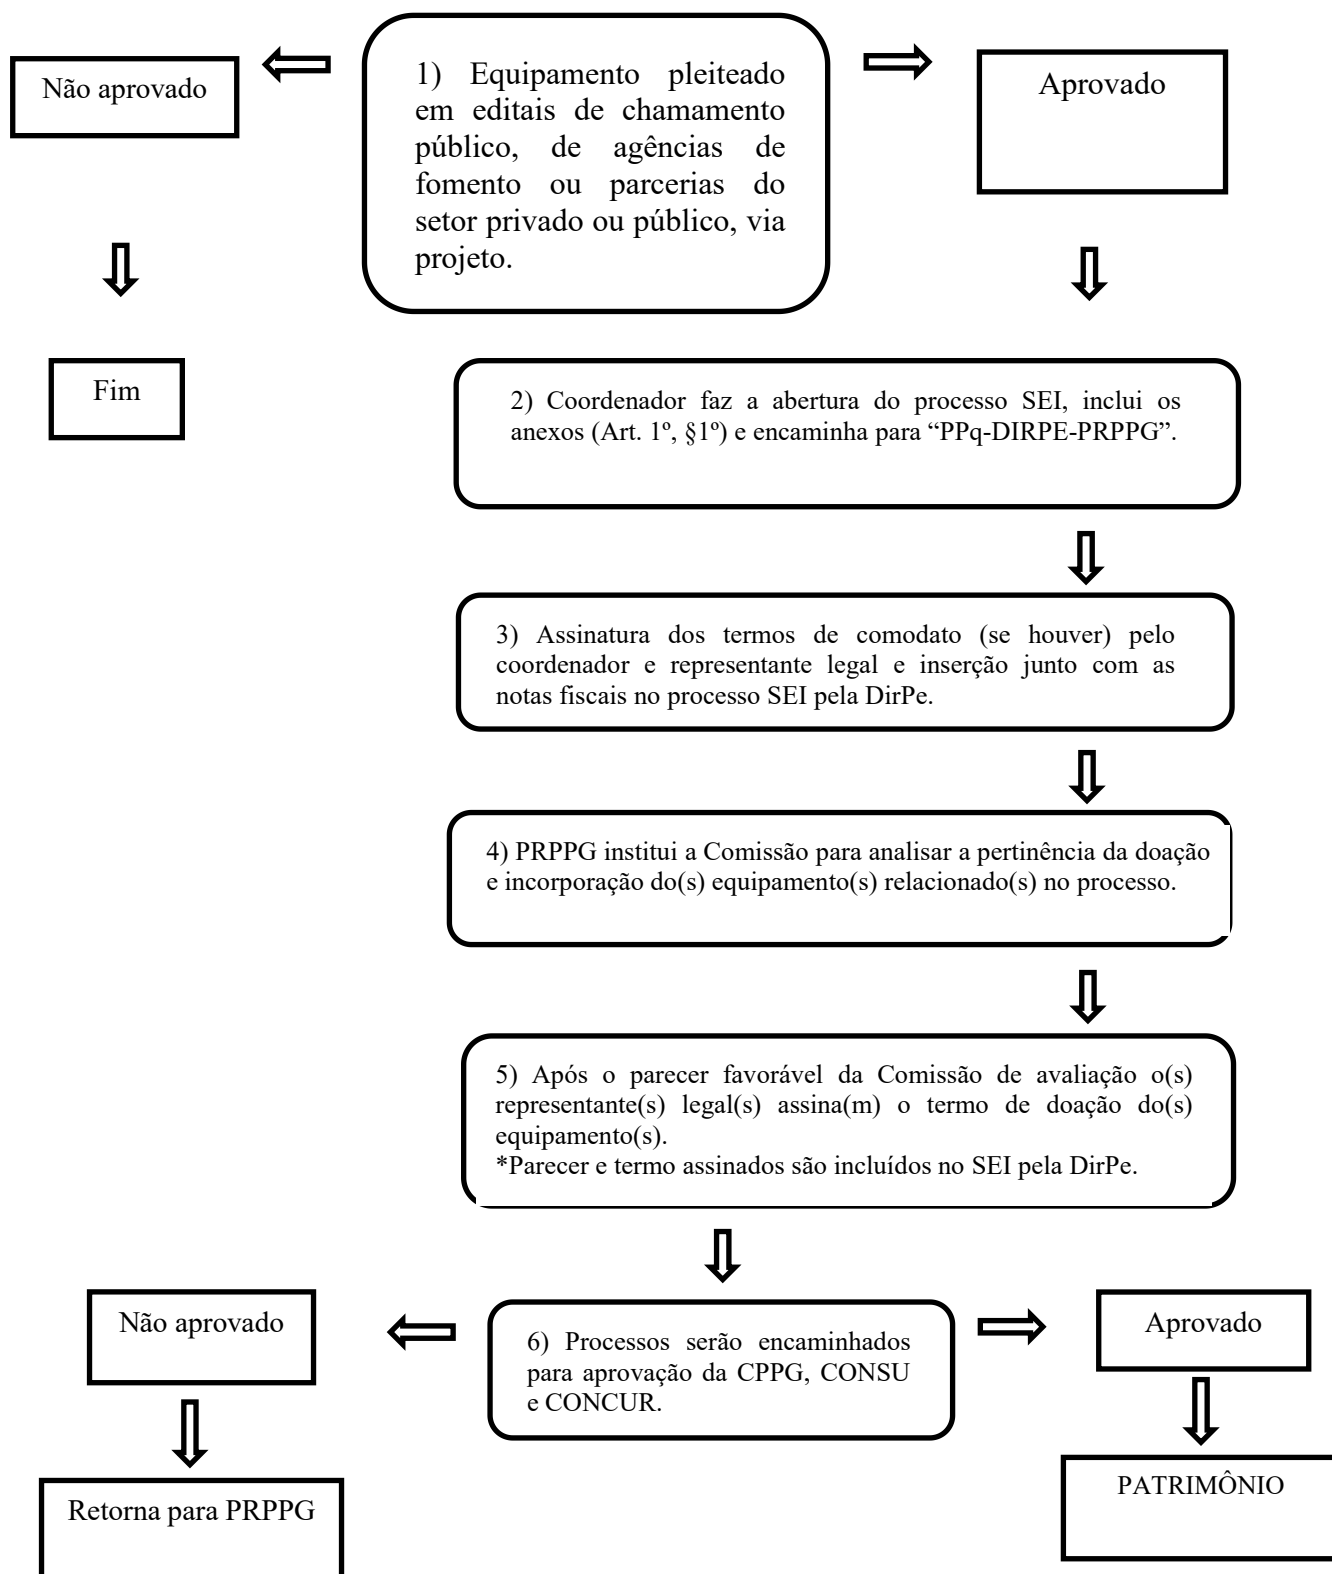 Não aprovado
1) Equipamento pleiteado
em editais de chamamento
público, de agências de
fomento ou parcerias do
setor privado ou público, via
projeto.
Aprovado
Fim
2) Coordenador faz a abertura do processo SEI, inclui os
anexos (Art. 1º, §1º) e encaminha para “PPq-DIRPE-PRPPG”.
3) Assinatura dos termos de comodato (se houver) pelo
coordenador e representante legal e inserção junto com as
notas fiscais no processo SEI pela DirPe.
4) PRPPG institui a Comissão para analisar a pertinência da doação
e incorporação do(s) equipamento(s) relacionado(s) no processo.
5) Após o parecer favorável da Comissão de avaliação o(s)
representante(s) legal(s) assina(m) o termo de doação do(s)
equipamento(s).
*Parecer e termo assinados são incluídos no SEI pela DirPe.
Não aprovado
6) Processos serão encaminhados
para aprovação da CPPG, CONSU
e CONCUR.
Aprovado
Retorna para PRPPG
PATRIMÔNIO